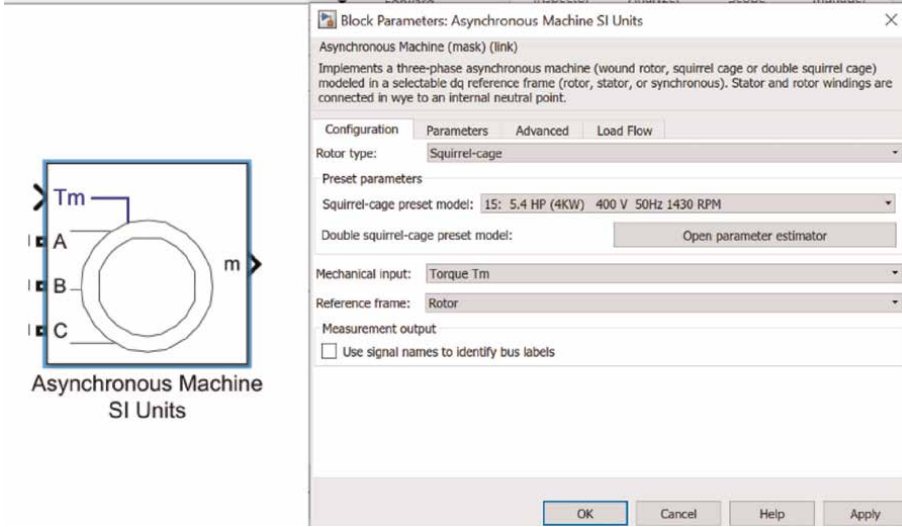 Block Parameters: Asynchronous Machine SI Units
Asynchronous Machine (mask) (link)
Implements a three-phase asynchronous machine (wound rotor, squirrel cage or double squirrel cage)
modeled in a selectable dq reference frame (rotor, stator, or synchronous). Stator and rotor windings are
connected in wye to an internal neutral point.
Configuration Parameters Advanced Load Flow
Rotor type: Squirrel-cage
Preset parameters
Squirrel-cage preset model: 15: 5.4 HP (4KW) 400 V 50Hz 1430 RPM
Double squirrel-cage preset model: Open parameter estimator
Mechanical input: Torque Tm
Reference frame: Rotor
Measurement output
Use signal names to identify bus labels
OK Cancel Help Apply
Tm
A
m
B
C
Asynchronous Machine
SI Units